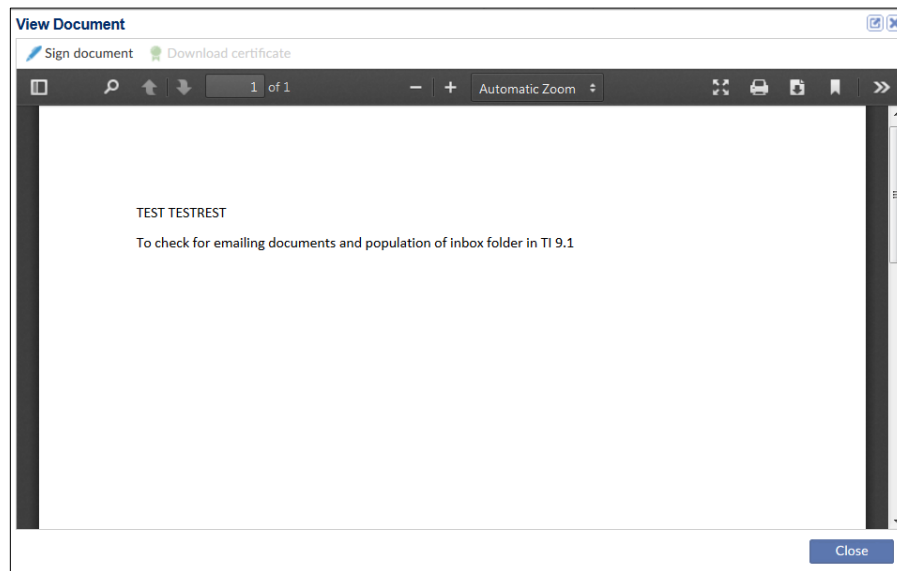 View Document
Sign document Download certificate
1 of 1 Automatic Zoom
TEST TESTREST
To check for emailing documents and population of inbox folder in TI 9.1
Close